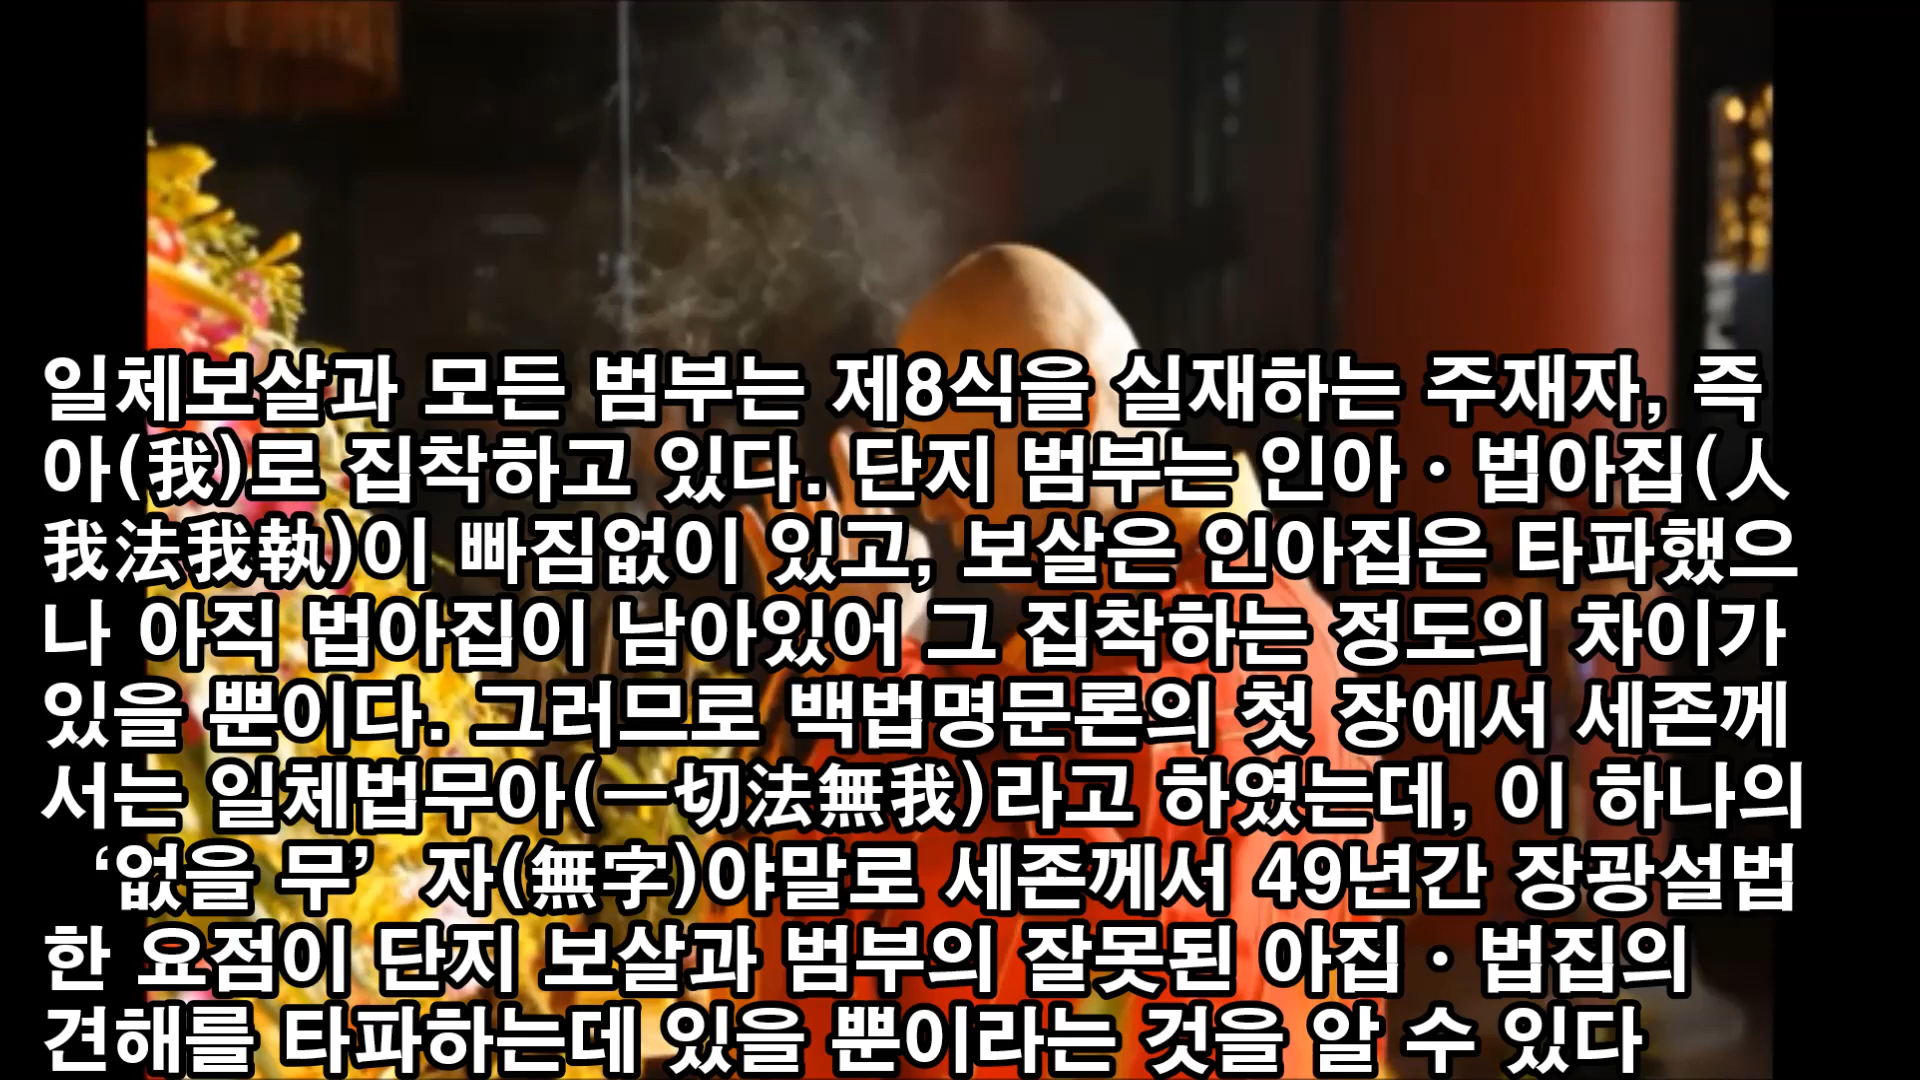 일체보살과 모든 범부는 제8식을 실재하는 주재자, 즉
아(我)로 집착하고 있다. 단지 범부는 인아·법아집(人
我法我執)이 빠짐없이 있고, 보살은 인아집은 타파했으
나 아직 법아집이 남아있어 그 집착하는 정도의 차이가
있을 뿐이다. 그러므로 백법명문론의 첫 장에서 세존께
서는 일체법무아(一切法無我)라고 하였는데, 이 하나의
‘없을 무’ 자(無字)야말로 세존께서 49년간 장광설법
한 요점이 단지 보살과 범부의 잘못된 아집·법집의
견해를 타파하는데 있을 뿐이라는 것을 알 수 있다